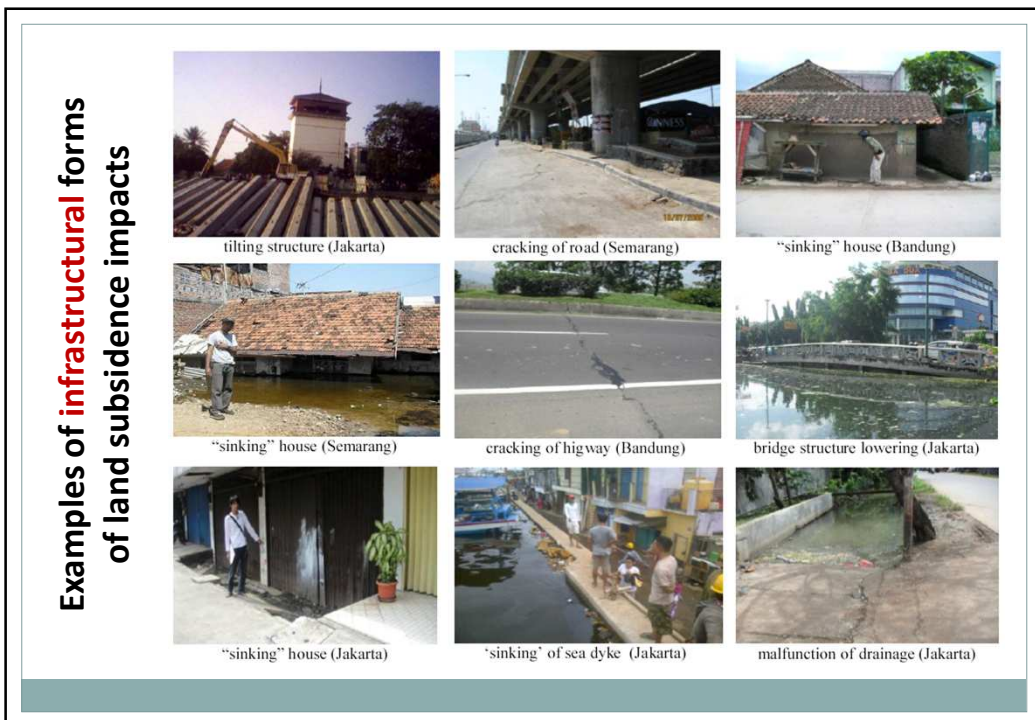 Examples of infrastructural forms
of land subsidence impacts
tilting structure (Jakarta)
cracking of road (Semarang)
“sinking” house (Bandung)
“sinking” house (Semarang)
cracking of higway (Bandung)
bridge structure lowering (Jakarta)
“sinking” house (Jakarta)
‘sinking’ of sea dyke (Jakarta)
malfunction of drainage (Jakarta)